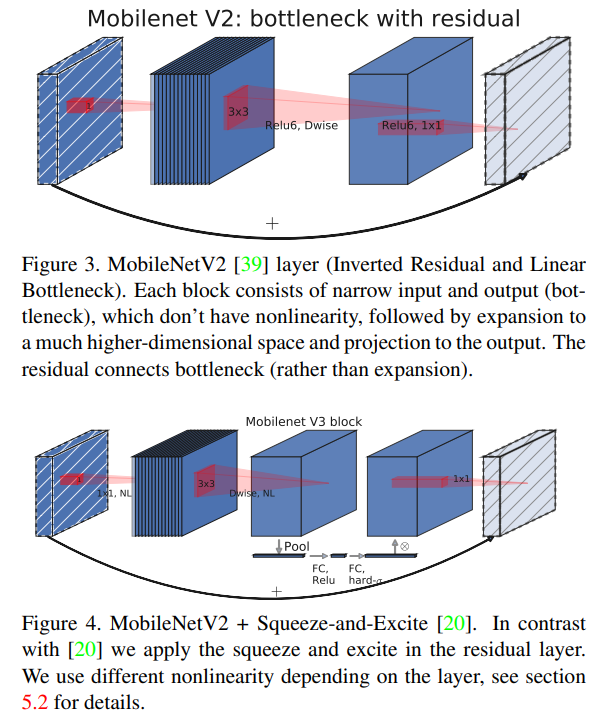 Mobilenet V2: bottleneck with residual
3x3
Relu6, Dwise
Relu6, 1x1
+
Figure 3. MobileNetV2 [39] layer (Inverted Residual and Linear
Bottleneck). Each block consists of narrow input and output (bot-
tleneck), which don't have nonlinearity, followed by expansion to
a much higher-dimensional space and projection to the output. The
residual connects bottleneck (rather than expansion).
Mobilenet V3 block
1x1, NL
3x3
Dwise, NL
1x1
Pool
⊗
FC,
Relu
FC,
hard-σ
+
Figure 4. MobileNetV2 + Squeeze-and-Excite [20]. In contrast
with [20] we apply the squeeze and excite in the residual layer.
We use different nonlinearity depending on the layer, see section
5.2 for details.